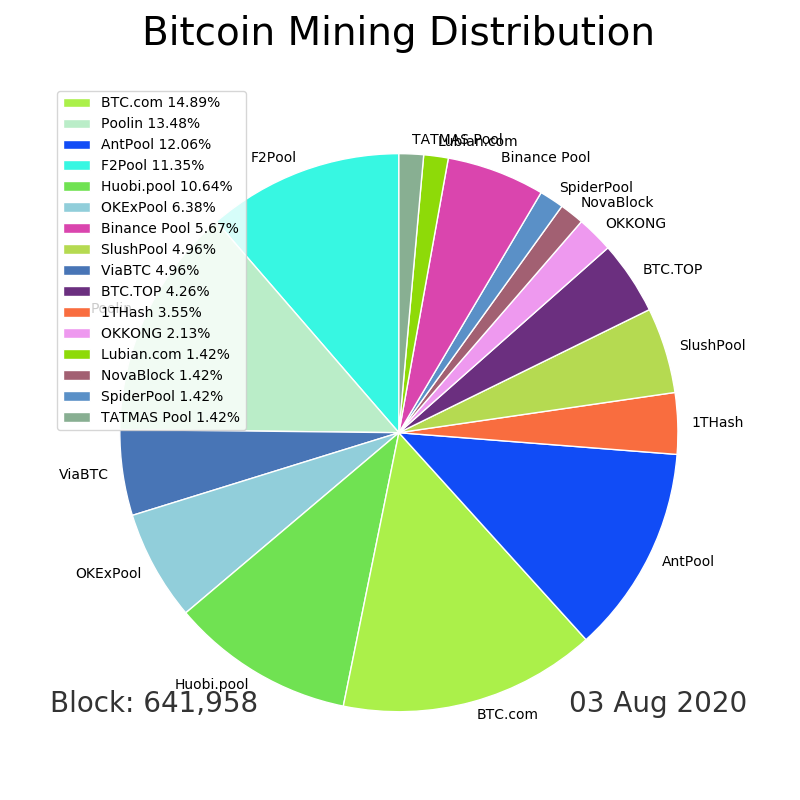 Bitcoin Mining Distribution
BTC.com 14.89%
Poolin 13.48%
AntPool 12.06%
F2Pool 11.35%
Huobi.pool 10.64%
OKExPool 6.38%
Binance Pool 5.67%
SlushPool 4.96%
ViaBTC 4.96%
BTC.TOP 4.26%
1THash 3.55%
OKKONG 2.13%
Lubian.com 1.42%
NovaBlock 1.42%
SpiderPool 1.42%
TATMAS Pool 1.42%
TATMAS Pool
Lubian.com
F2Pool
Binance Pool
SpiderPool
NovaBlock
OKKONG
BTC.TOP
Poolin
SlushPool
1THash
ViaBTC
AntPool
OKExPool
Huobi.pool
BTC.com
Block: 641,958
03 Aug 2020